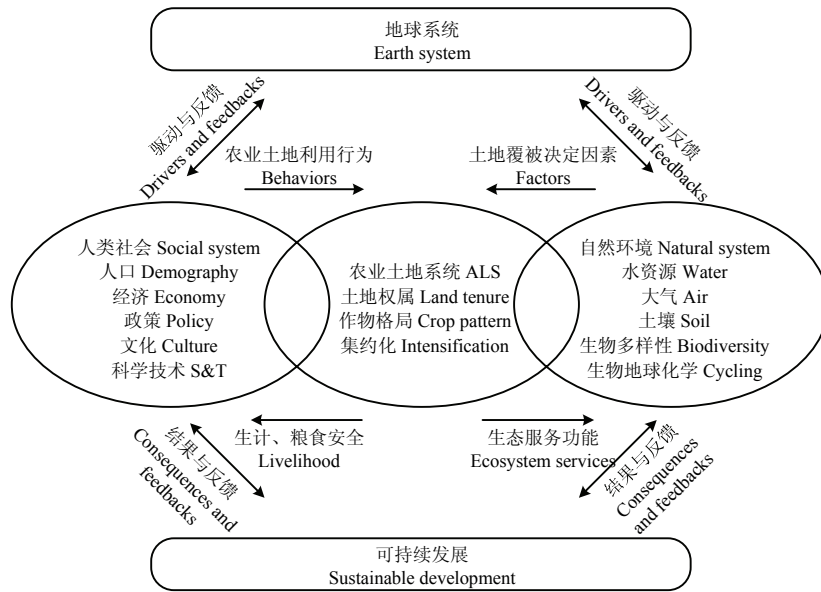 地球系统
Earth system
驱动与反馈
Drivers and feedbacks
驱动与反馈
Drivers and feedbacks
农业土地利用行为
Behaviors
土地覆被决定因素
Factors
人类社会 Social system
人口 Demography
经济 Economy
政策 Policy
文化 Culture
科学技术 S&T
农业土地系统 ALS
土地权属 Land tenure
作物格局 Crop pattern
集约化 Intensification
自然环境 Natural system
水资源 Water
大气 Air
土壤 Soil
生物多样性 Biodiversity
生物地球化学 Cycling
结果与反馈
Consequences and
feedbacks
生计、粮食安全
Livelihood
生态服务功能
Ecosystem services
结果与反馈
Consequences
and feedbacks
可持续发展
Sustainable development